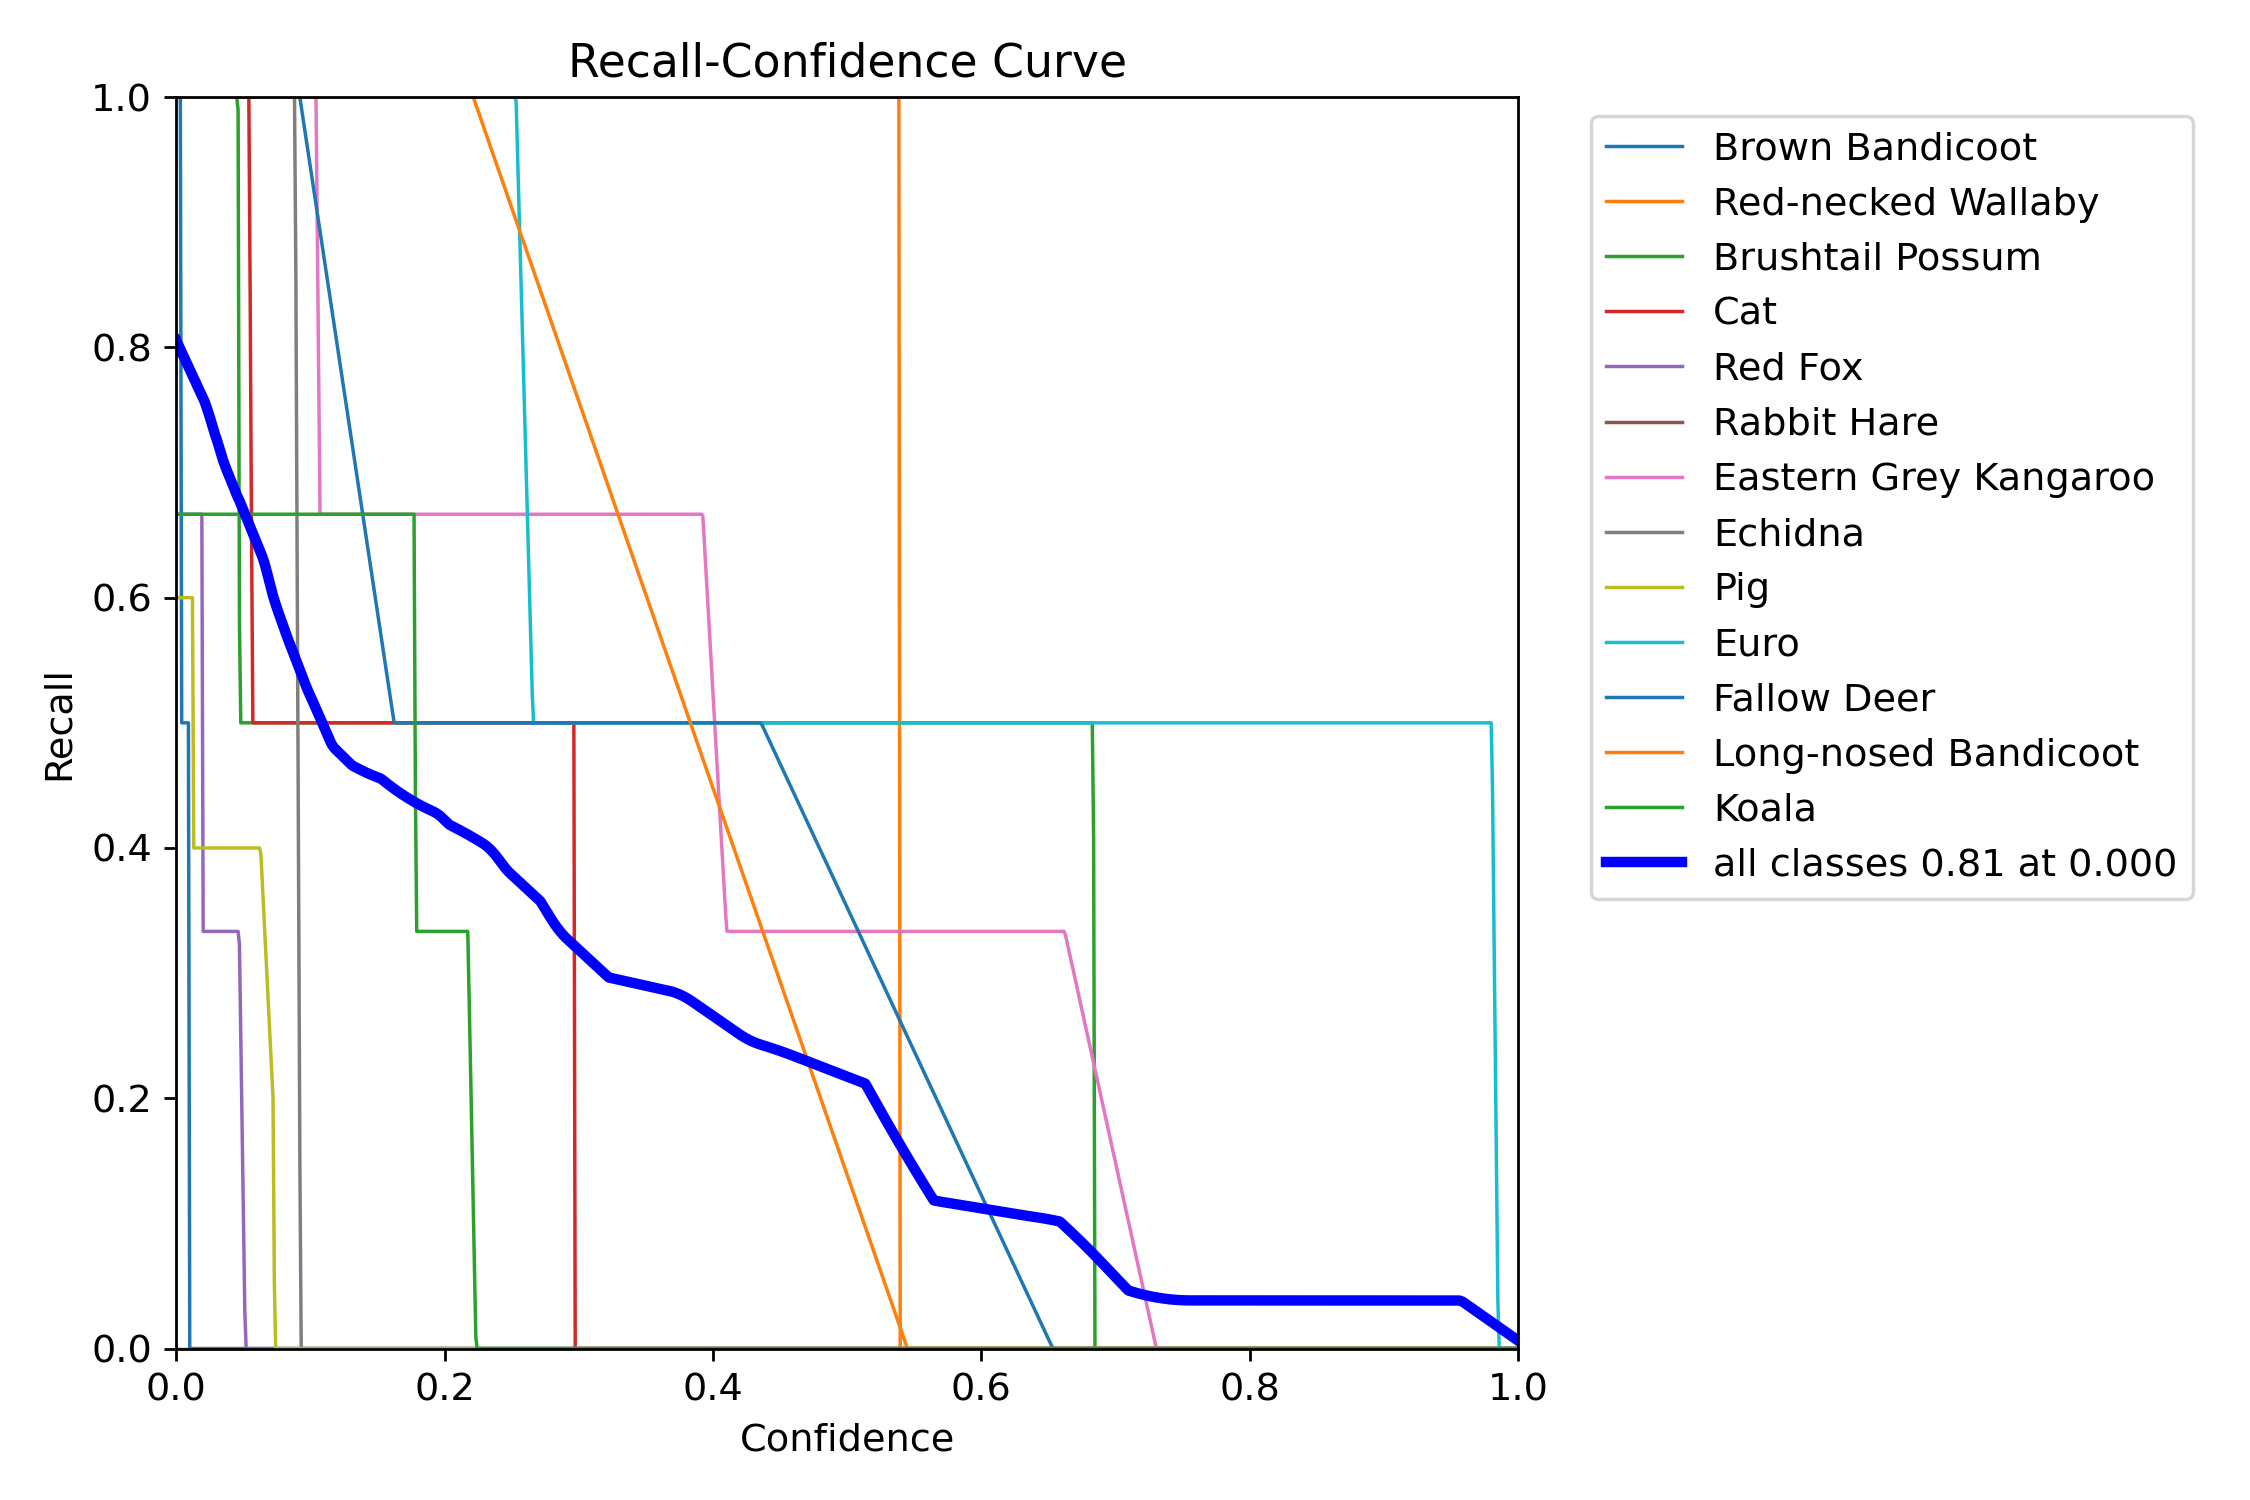 Recall-Confidence Curve
1.0
0.8
0.6
0.4
0.2
0.0
Recall
0.0 0.2 0.4 0.6 0.8 1.0
Confidence
Brown Bandicoot
Red-necked Wallaby
Brushtail Possum
Cat
Red Fox
Rabbit Hare
Eastern Grey Kangaroo
Echidna
Pig
Euro
Fallow Deer
Long-nosed Bandicoot
Koala
all classes 0.81 at 0.000